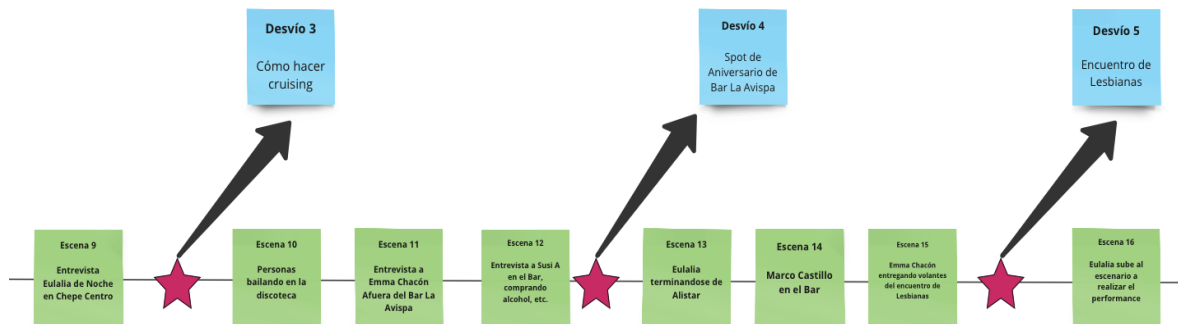 Desvío 3
Cómo hacer
cruising
Desvío 4
Spot de
Aniversario de
Bar La Avispa
Desvío 5
Encuentro de
Lesbianas
Escena 9
Entrevista
Eulalia de Noche
en Chepe Centro
Escena 10
Personas
bailando en la
discoteca
Escena 11
Entrevista a
Emma Chacón
Afuera del Bar La
Avispa
Escena 12
Entrevista a Susi A
en el Bar,
comprando
alcohol, etc.
Escena 13
Eulalia
terminandose de
Alistar
Escena 14
Marco Castillo
en el Bar
Escena 15
Emma Chacón
entregando volantes
del encuentro de
Lesbianas
Escena 16
Eulalia sube al
escenario a
realizar el
performance